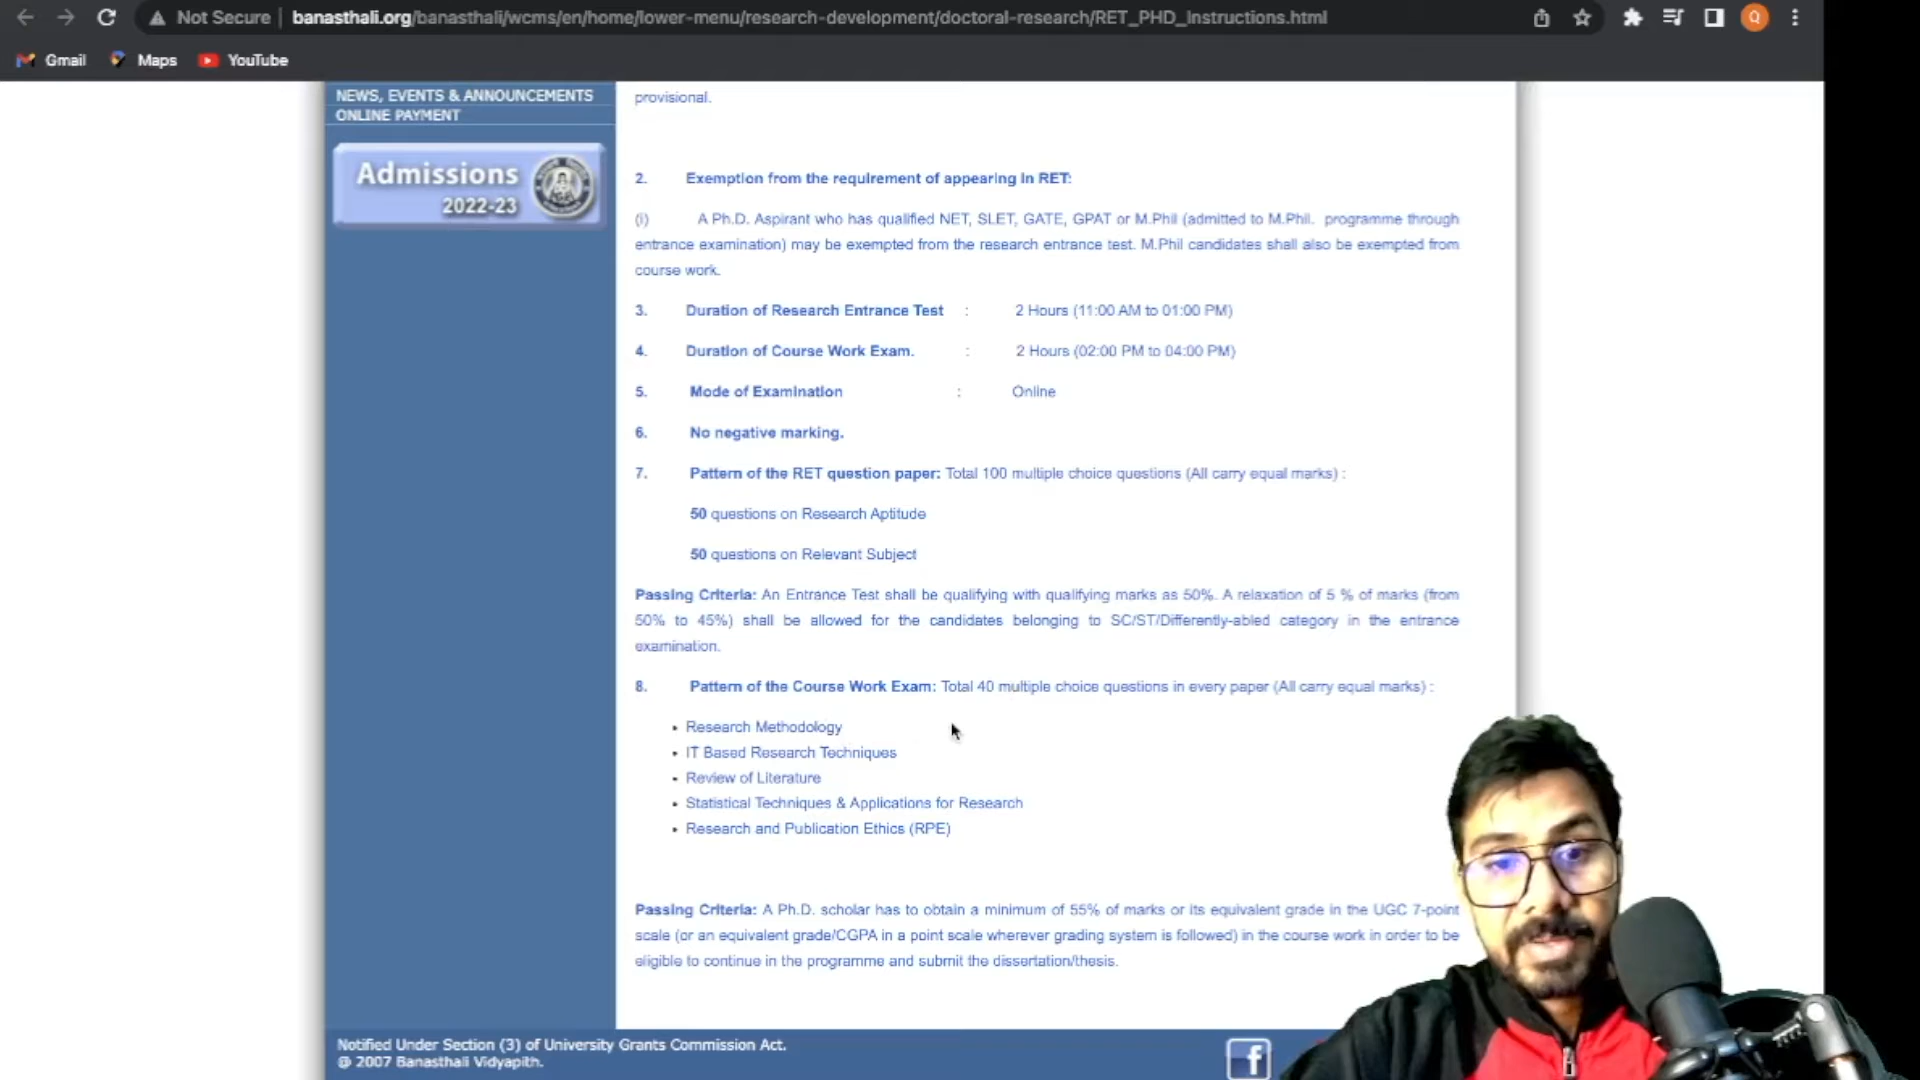 Not Secure banasthali.org/banasthali/wcms/en/home/lower-menu/research-development/doctoral-research/RET_PHD_Instructions.html
Q
Gmail Maps YouTube
NEWS, EVENTS & ANNOUNCEMENTS
ONLINE PAYMENT
Admissions
2022-23
provisional.
2. Exemption from the requirement of appearing in RET:
(i) A Ph.D. Aspirant who has qualified NET, SLET, GATE, GPAT or M.Phil (admitted to M.Phil. programme through
entrance examination) may be exempted from the research entrance test. M.Phil candidates shall also be exempted from
course work.
3. Duration of Research Entrance Test : 2 Hours (11:00 AM to 01:00 PM)
4. Duration of Course Work Exam. : 2 Hours (02:00 PM to 04:00 PM)
5. Mode of Examination : Online
6. No negative marking.
7. Pattern of the RET question paper: Total 100 multiple choice questions (All carry equal marks) :
50 questions on Research Aptitude
50 questions on Relevant Subject
Passing Criteria: An Entrance Test shall be qualifying with qualifying marks as 50%. A relaxation of 5 % of marks (from
50% to 45%) shall be allowed for the candidates belonging to SC/ST/Differently-abled category in the entrance
examination.
8. Pattern of the Course Work Exam: Total 40 multiple choice questions in every paper (All carry equal marks) :
• Research Methodology
• IT Based Research Techniques
• Review of Literature
• Statistical Techniques & Applications for Research
• Research and Publication Ethics (RPE)
Passing Criteria: A Ph.D. scholar has to obtain a minimum of 55% of marks or its equivalent grade in the UGC 7-point
scale (or an equivalent grade/CGPA in a point scale wherever grading system is followed) in the course work in order to be
eligible to continue in the programme and submit the dissertation/thesis.
Notified Under Section (3) of University Grants Commission Act.
@ 2007 Banasthali Vidyapith.
f